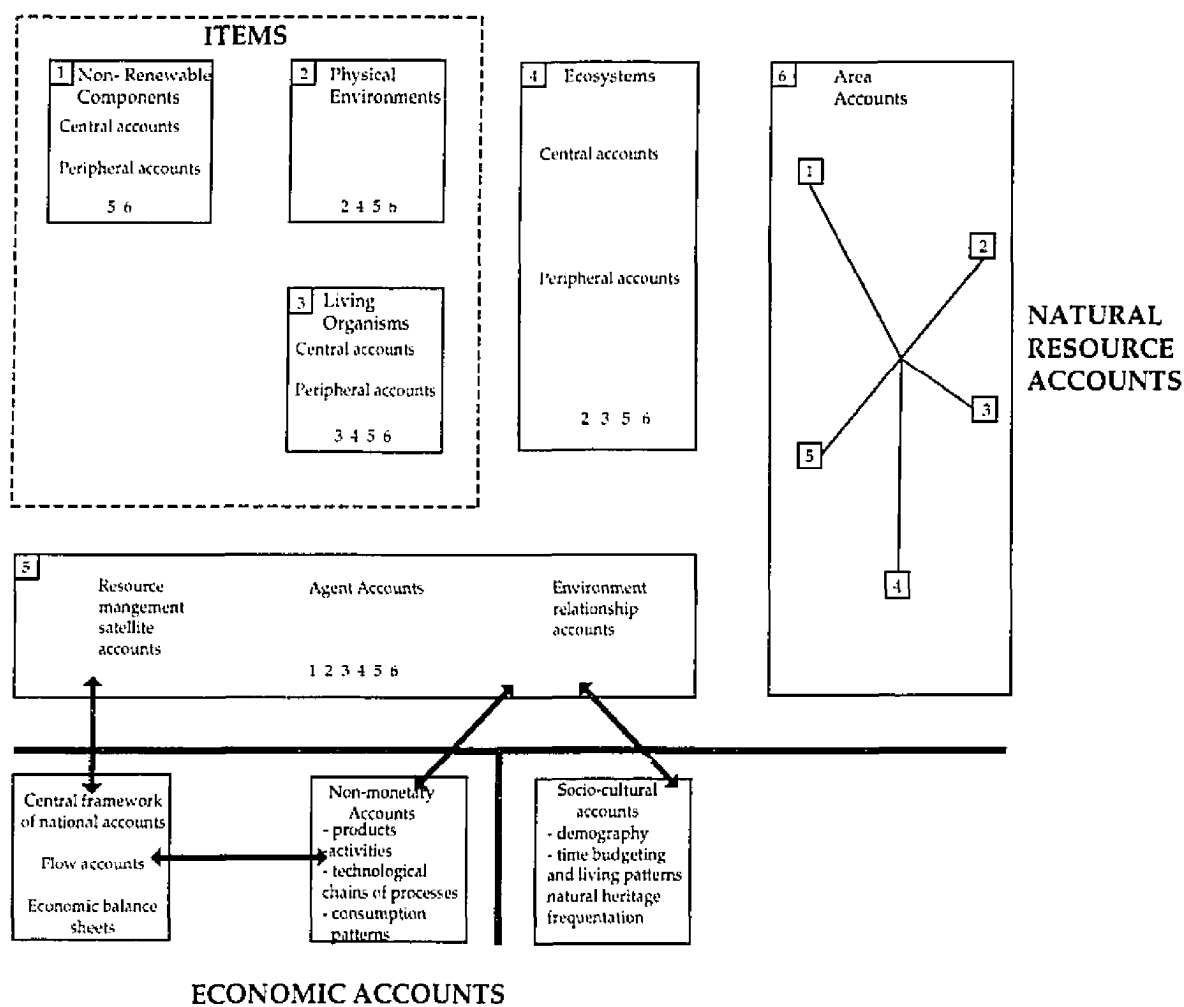 ITEMS
1 Non-Renewable
Components
Central accounts
Peripheral accounts
5 6
2 Physical
Environments
2 4 5 6
3 Living
Organisms
Central accounts
Peripheral accounts
3 4 5 6
4 Ecosystems
Central accounts
Peripheral accounts
2 3 5 6
6 Area
Accounts
1
2
3
5
4
NATURAL
RESOURCE
ACCOUNTS
5
Resource
mangement
satellite
accounts
Agent Accounts
1 2 3 4 5 6
Environment
relationship
accounts
Central framework
of national accounts
Flow accounts
Economic balance
sheets
Non-monetary
Accounts
- products
-activities
- technological
chains of processes
- consumption
patterns
Socio-cultural
accounts
- demography
- time budgeting
and living patterns
natural heritage
frequentation
ECONOMIC ACCOUNTS